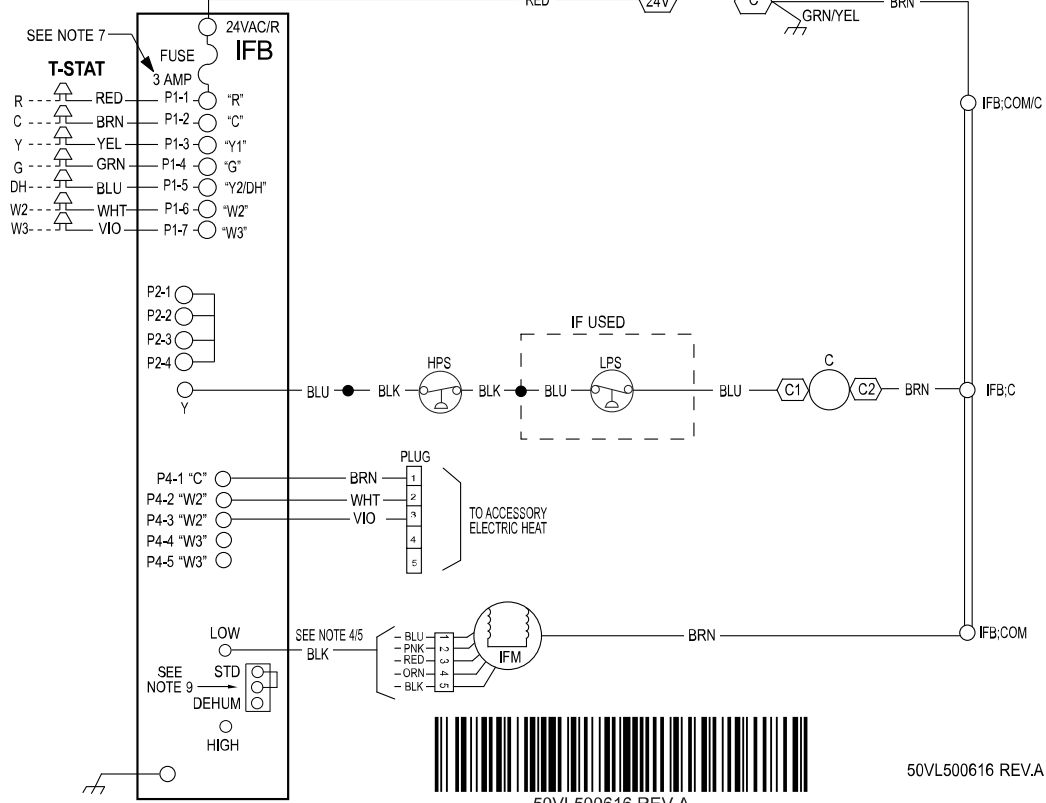 RED
24V
C
BRN
GRN/YEL
24VAC/R
SEE NOTE 7
FUSE
IFB
T-STAT
3 AMP
R RED P1-1 "R"
C BRN P1-2 "C"
Y YEL P1-3 "Y1"
G GRN P1-4 "G"
DH BLU P1-5 "Y2/DH"
W2 WHT P1-6 "W2"
W3 VIO P1-7 "W3"
IFB;COM/C
P2-1
P2-2
P2-3
P2-4
IF USED
HPS
LPS
C
Y
BLU BLK BLK BLU BLU C1 C2 BRN IFB;C
PLUG
P4-1 "C" BRN 1
P4-2 "W2" WHT 2
P4-3 "W2" VIO 3
P4-4 "W3" 4
P4-5 "W3" 5
TO ACCESSORY
ELECTRIC HEAT
LOW
SEE NOTE 4/5
BLK
BLU 1
PNK 2
RED 3
ORN 4
BLK 5
IFM
BRN
IFB;COM
SEE
NOTE 9
STD
DEHUM
HIGH
50VL500616 REV.A
50VL500616 REV.A